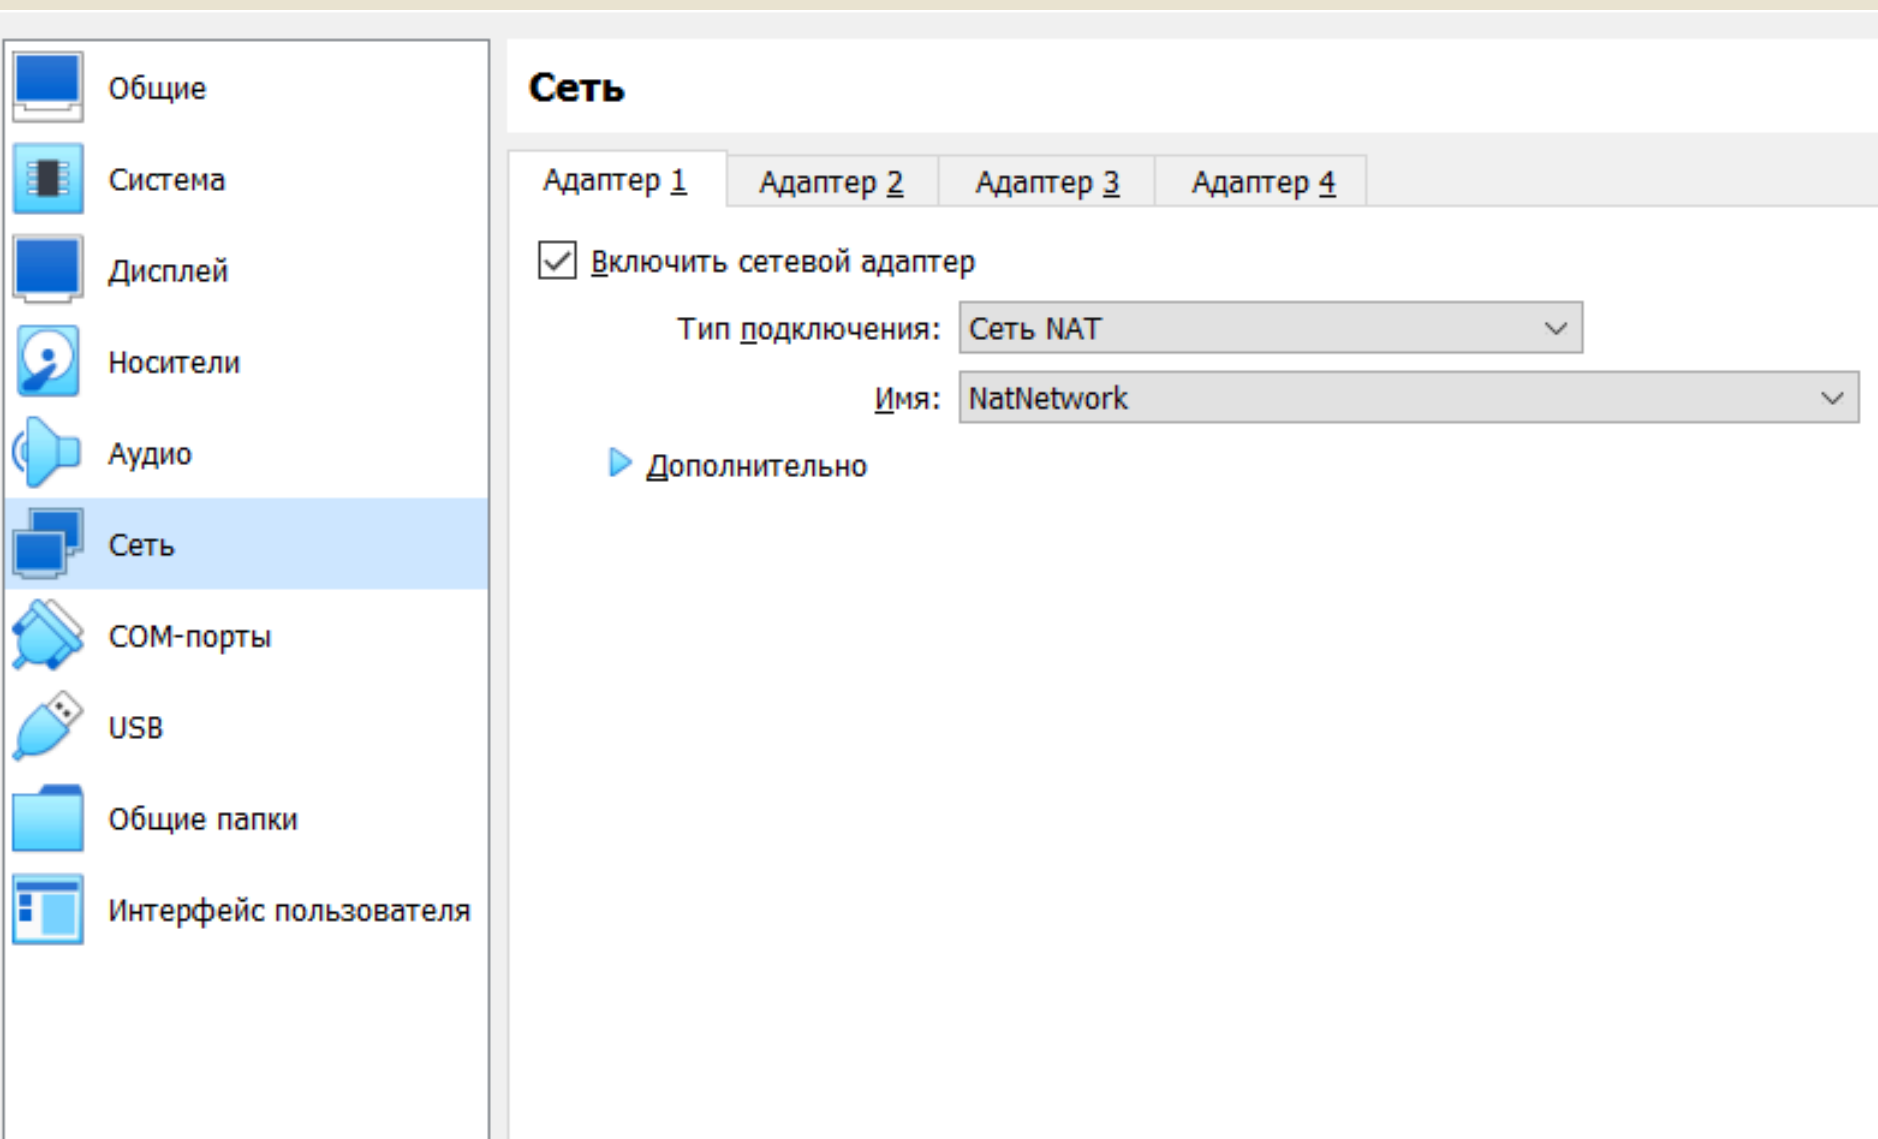 Общие
Система
Дисплей
Носители
Аудио
Сеть
COM-порты
USB
Общие папки
Интерфейс пользователя
Сеть
Адаптер 1 Адаптер 2 Адаптер 3 Адаптер 4
Включить сетевой адаптер
Тип подключения: Сеть NAT
Имя: NatNetwork
Дополнительно